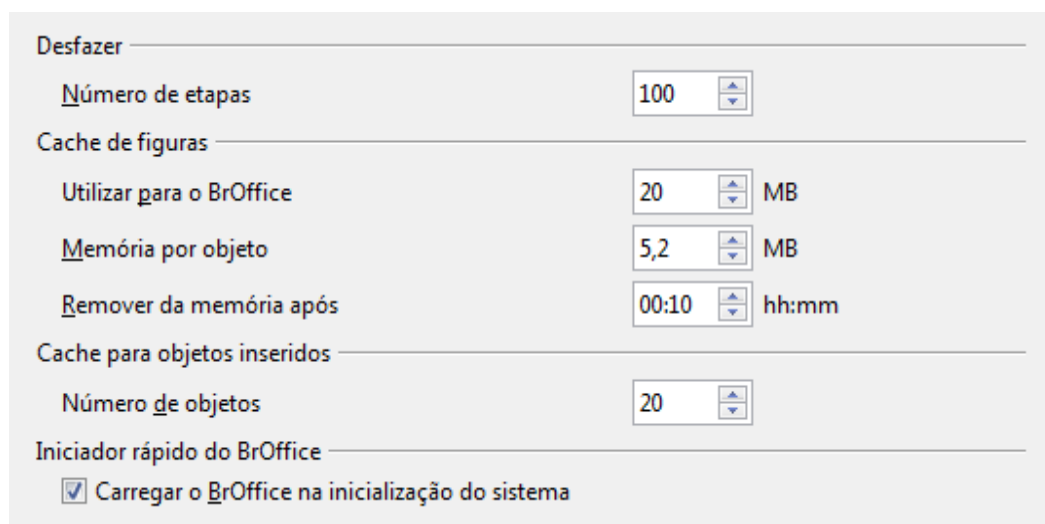 Desfazer
Número de etapas 100
Cache de figuras
Utilizar para o BrOffice 20 MB
Memória por objeto 5,2 MB
Remover da memória após 00:10 hh:mm
Cache para objetos inseridos
Número de objetos 20
Iniciador rápido do BrOffice
Carregar o BrOffice na inicialização do sistema